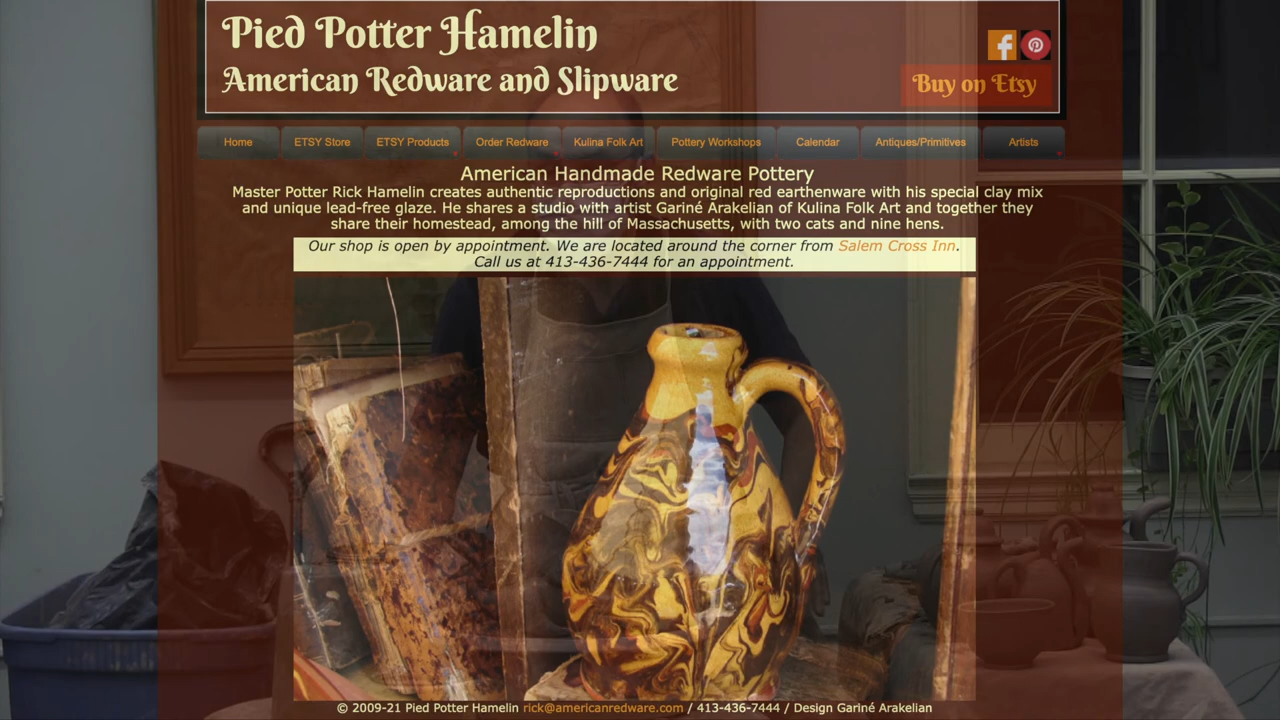 Pied Potter Hamelin
American Redware and Slipware
Buy on Etsy
Home ETSY Store ETSY Products Order Redware Kulina Folk Art Pottery Workshops Calendar Antiques/Primitives Artists
American Handmade Redware Pottery
Master Potter Rick Hamelin creates authentic reproductions and original red earthenware with his special clay mix
and unique lead-free glaze. He shares a studio with artist Gariné Arakelian of Kulina Folk Art and together they
share their homestead, among the hill of Massachusetts, with two cats and nine hens.
Our shop is open by appointment. We are located around the corner from Salem Cross Inn.
Call us at 413-436-7444 for an appointment.
© 2009-21 Pied Potter Hamelin rick@americanredware.com / 413-436-7444 / Design Gariné Arakelian